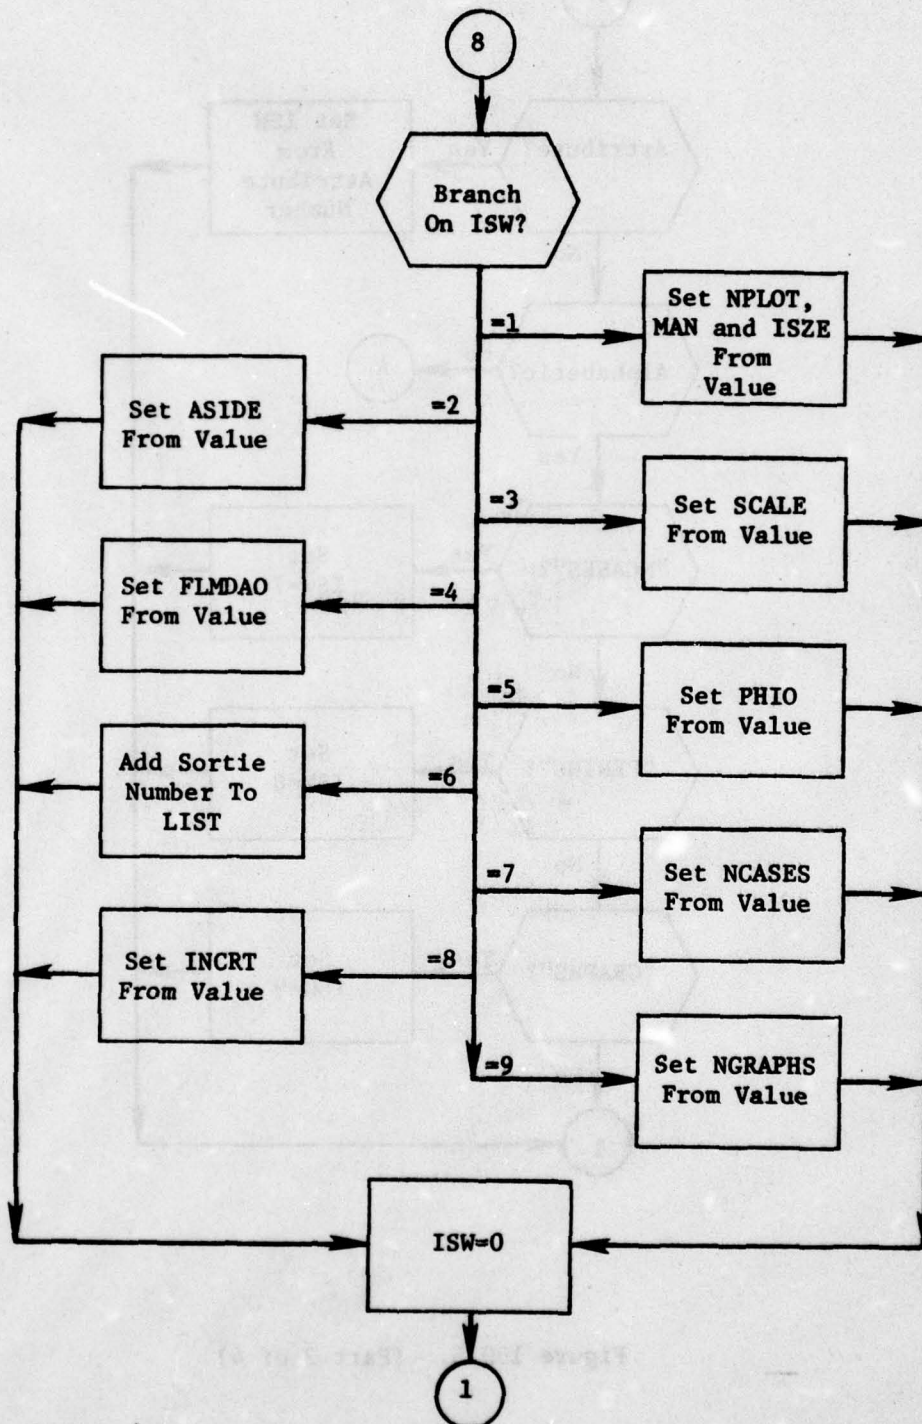 8
Branch
On ISW?
=1
Set NPLOT,
MAN and ISZE
From
Value
=2
Set ASIDE
From Value
=3
Set SCALE
From Value
=4
Set FLMDAO
From Value
=5
Set PHIO
From Value
=6
Add Sortie
Number To
LIST
=7
Set NCASES
From Value
=8
Set INCRT
From Value
=9
Set NGRAPHS
From Value
ISW=0
1